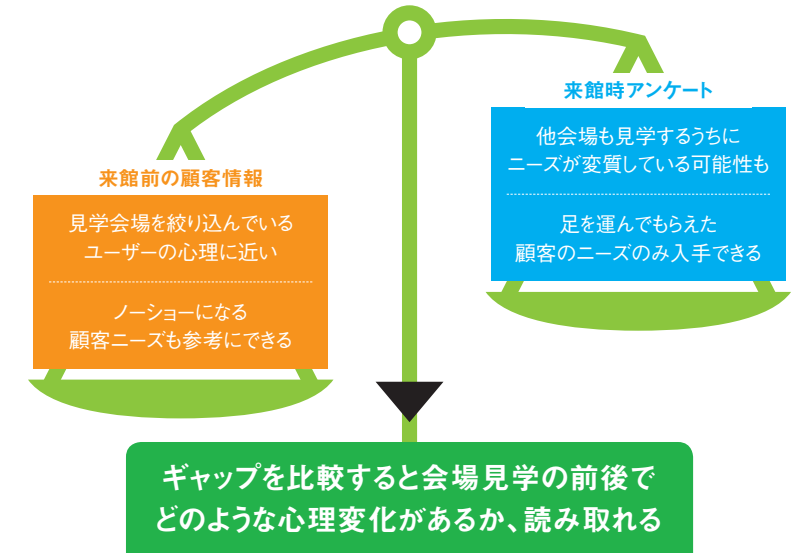 来館前の顧客情報
見学会場を絞り込んでいる
ユーザーの心理に近い
ノーショーになる
顧客ニーズも参考にできる
来館時アンケート
他会場も見学するうちに
ニーズが変質している可能性も
足を運んでもらえた
顧客のニーズのみ入手できる
ギャップを比較すると会場見学の前後で
どのような心理変化があるか、読み取れる